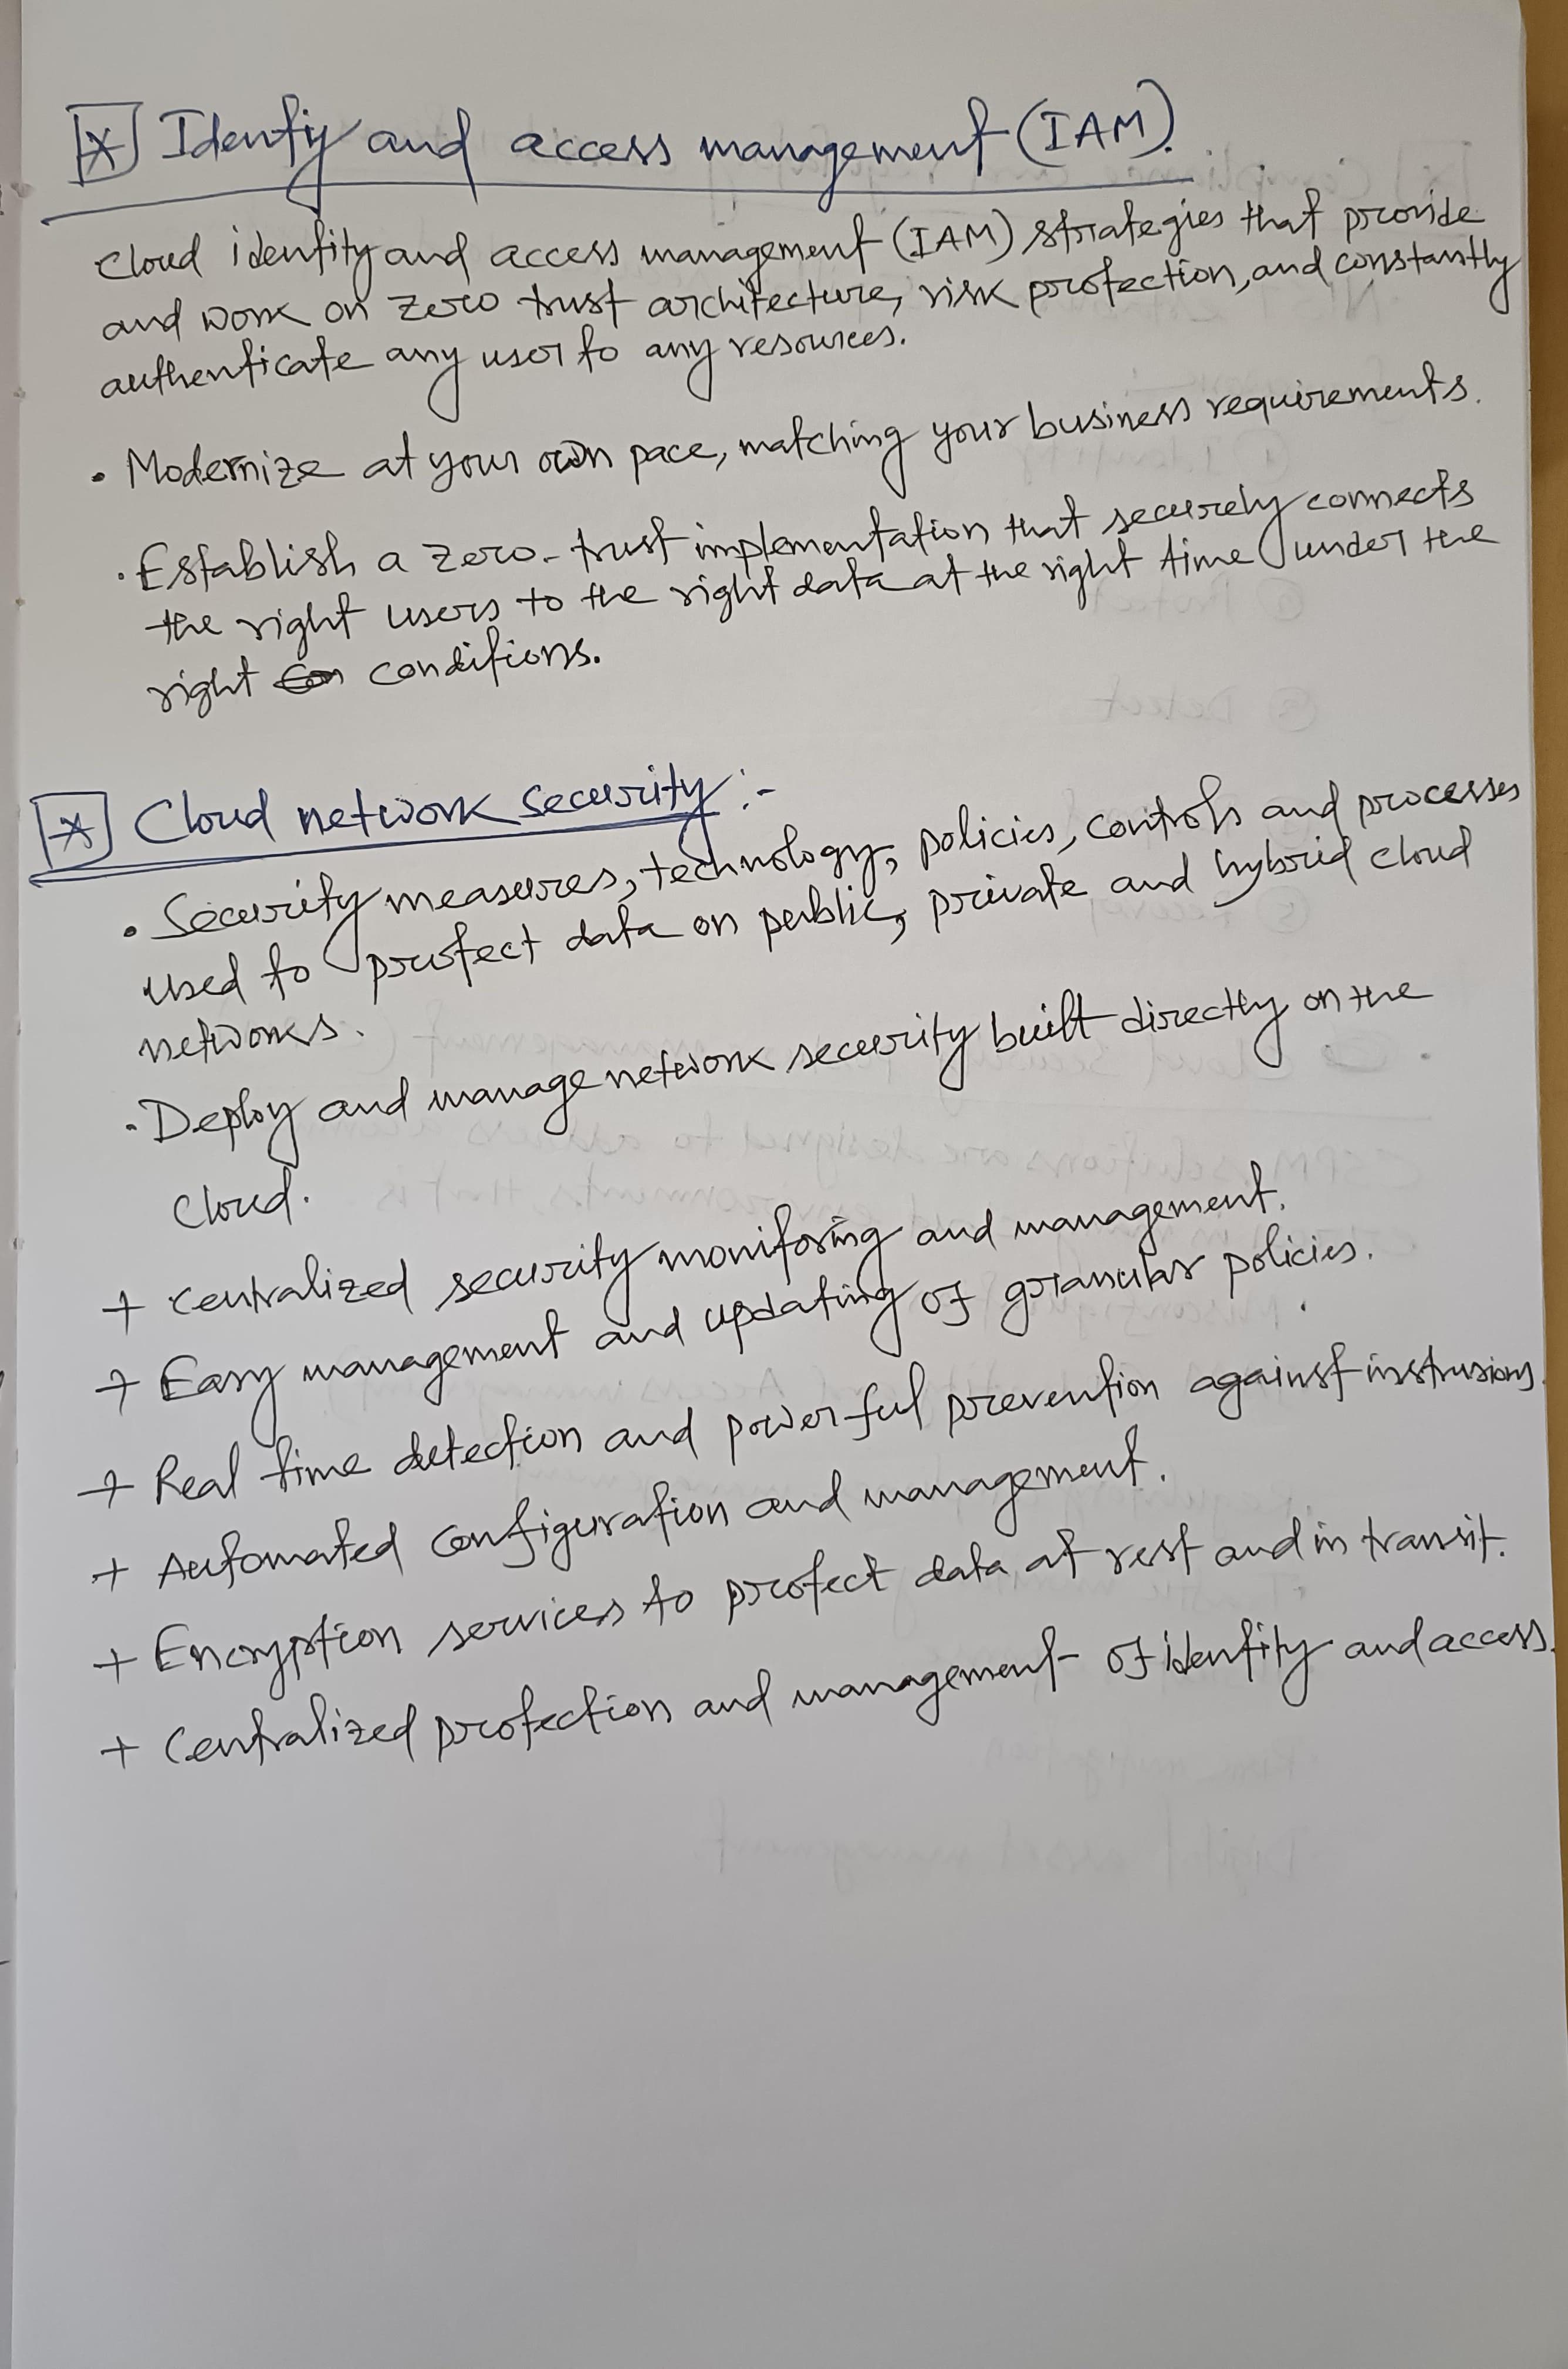 [*] Identiy and access management (IAM).
Cloud identity and access management (IAM) strategies that provide
and work on zero trust architecture, risk protection, and constantly
authenticate any user to any resources.
• Modernize at your own pace, matching your business requirements.
• Establish a zero-trust implementation that securely connects
the right users to the right data at the right time under the
right conditions.
[*] Cloud network security:-
• Security measures, technology, policies, controls and processes
used to protect data on public, private and hybrid cloud
networks.
• Deploy and manage network security built directly on the
cloud.
+ Centralized security monitoring and management.
+ Easy management and updating of granular policies.
+ Real time detection and powerful prevention against instrusions.
+ Automated configuration and management.
+ Encryption services to protect data at rest and in transit.
+ Centralized protection and management of identity and access.